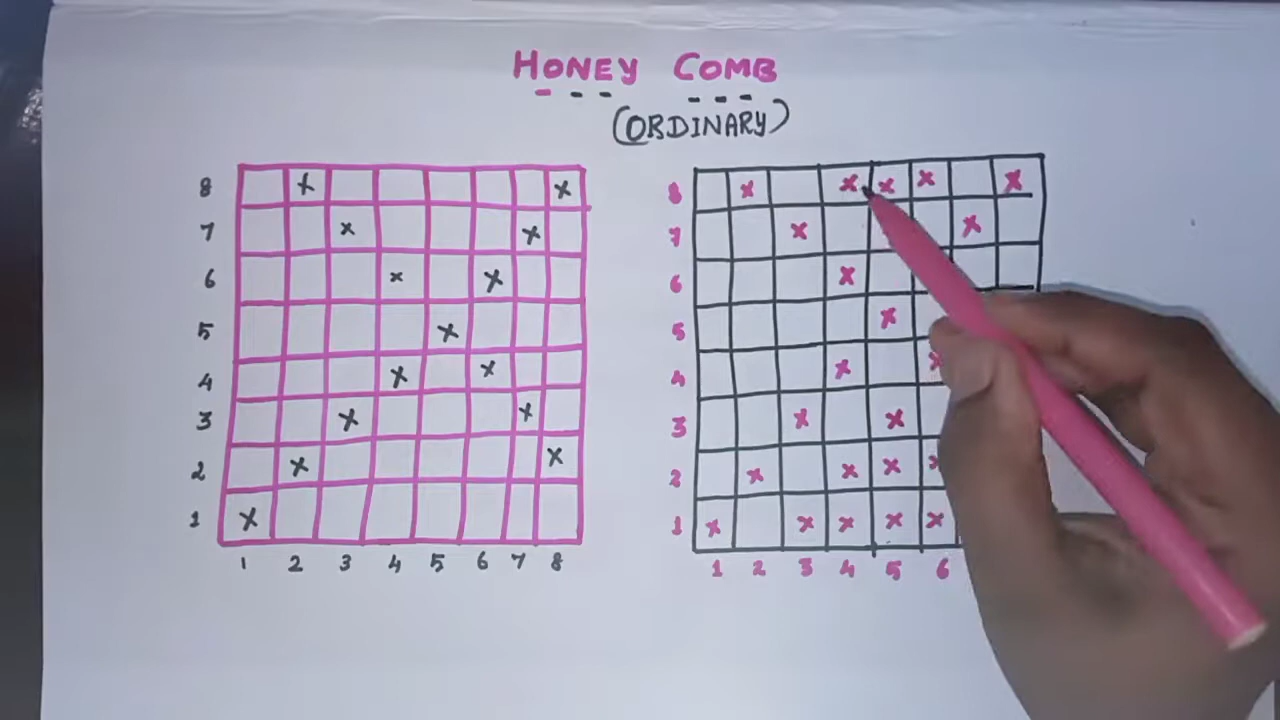 HONEY COMB
(ORDINARY)
8 x x
7 x x
6 x x
5 x
4 x x
3 x x
2 x x
1 x
1 2 3 4 5 6 7 8
8 x x x x x
7 x x
6 x
5 x
4 x x
3 x x
2 x x x x
1 x x x x x
1 2 3 4 5 6